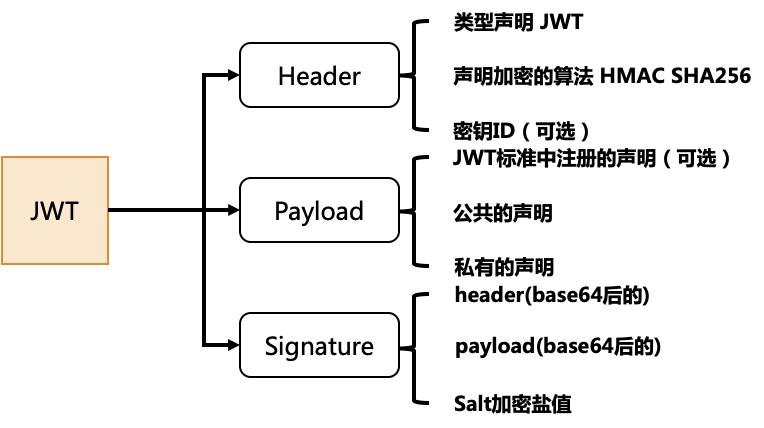 JWT
Header
类型声明 JWT
声明加密的算法 HMAC SHA256
密钥ID（可选）
Payload
JWT标准中注册的声明（可选）
公共的声明
私有的声明
Signature
header(base64后的)
payload(base64后的)
Salt加密盐值